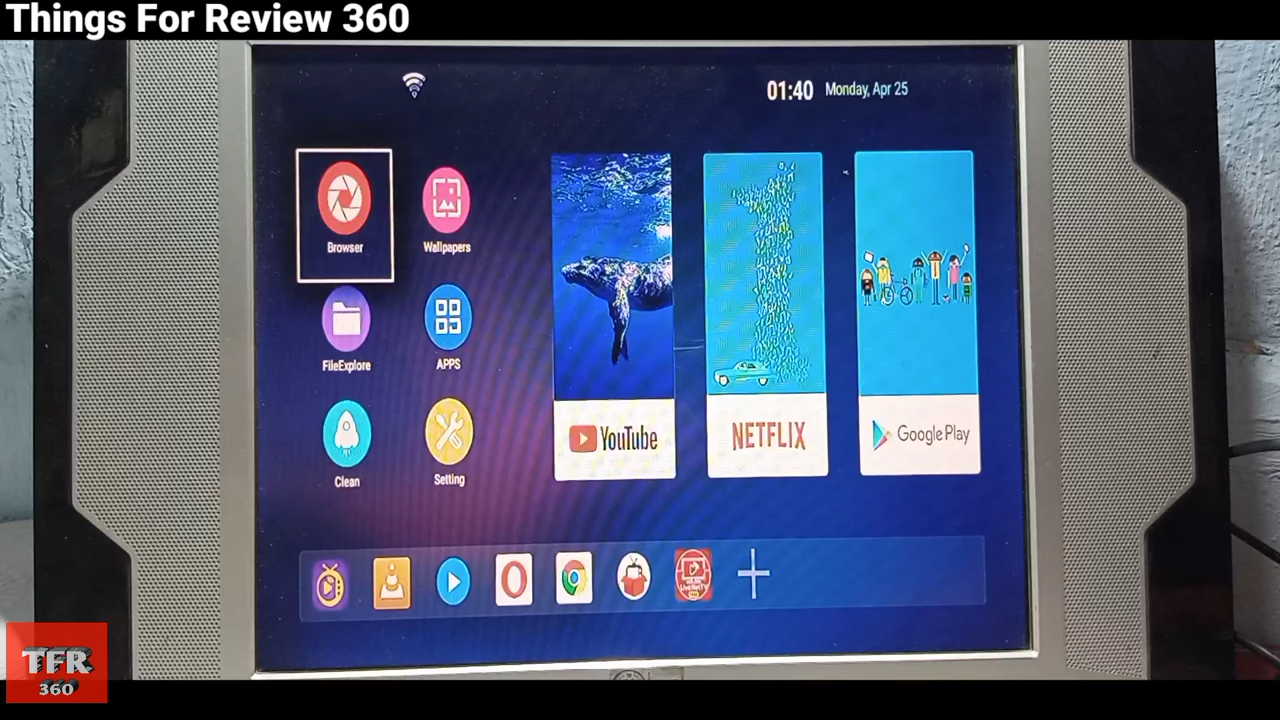 Things For Review 360
01:40 Monday, Apr 25
Browser
Wallpapers
FileExplore
APPS
Clean
Setting
YouTube
NETFLIX
Google Play
TFR
360